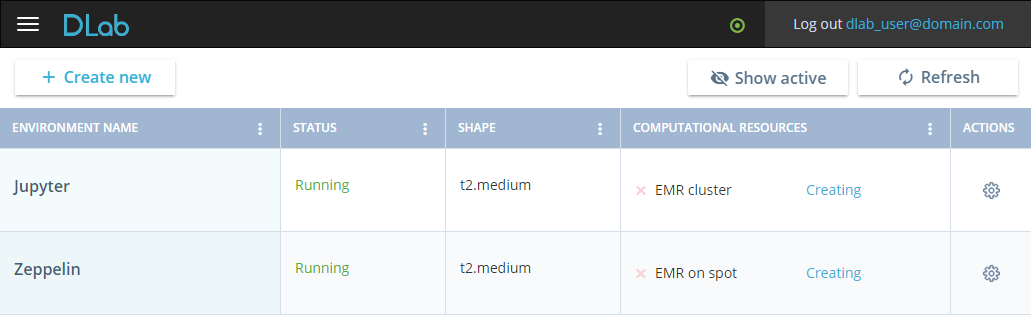 DLab
Log out dlab_user@domain.com
+ Create new
Show active
Refresh
ENVIRONMENT NAME STATUS SHAPE COMPUTATIONAL RESOURCES ACTIONS
Jupyter Running t2.medium EMR cluster Creating
Zeppelin Running t2.medium EMR on spot Creating